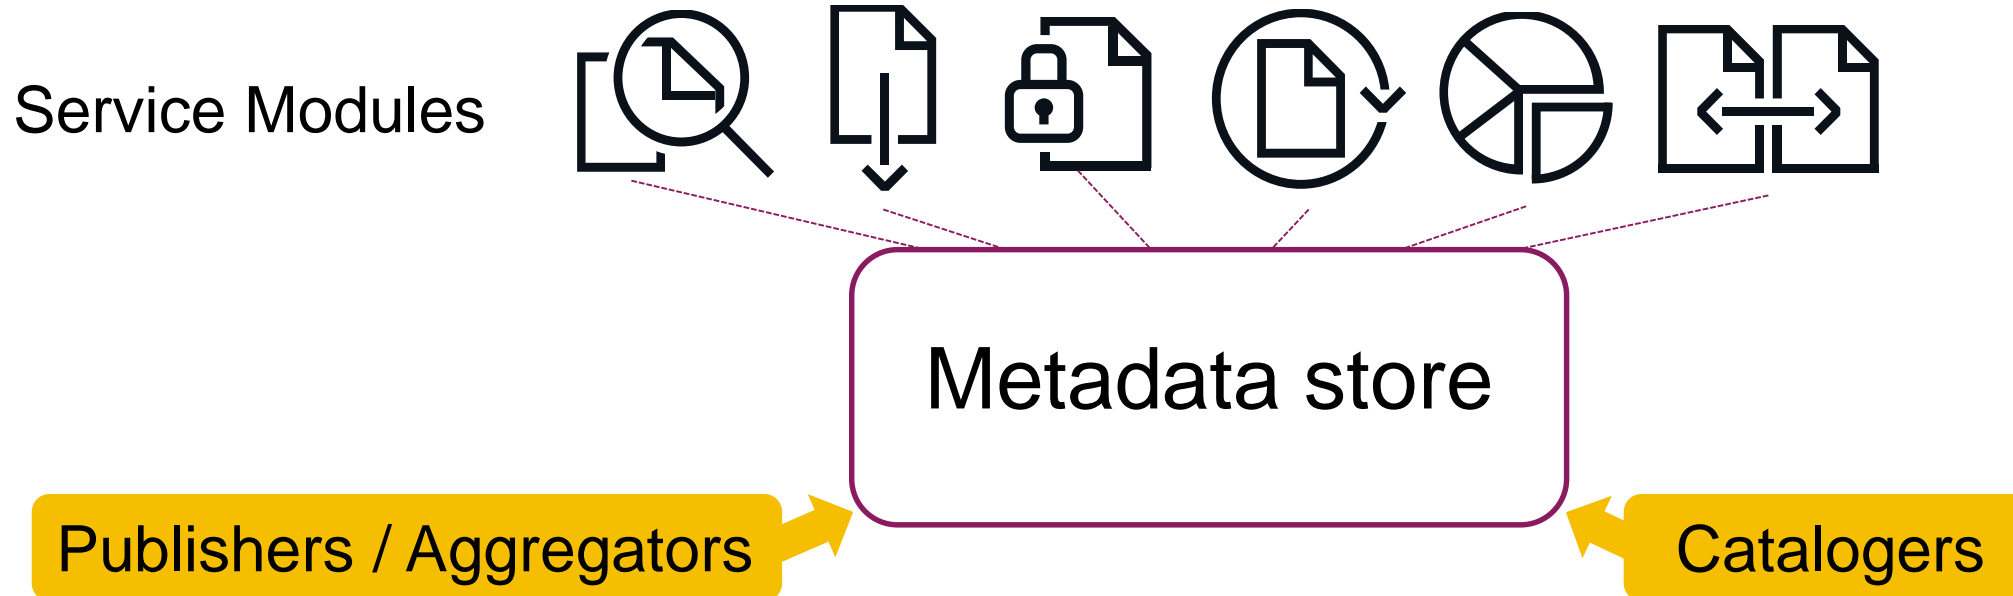 Service Modules
Metadata store
Publishers / Aggregators
Catalogers